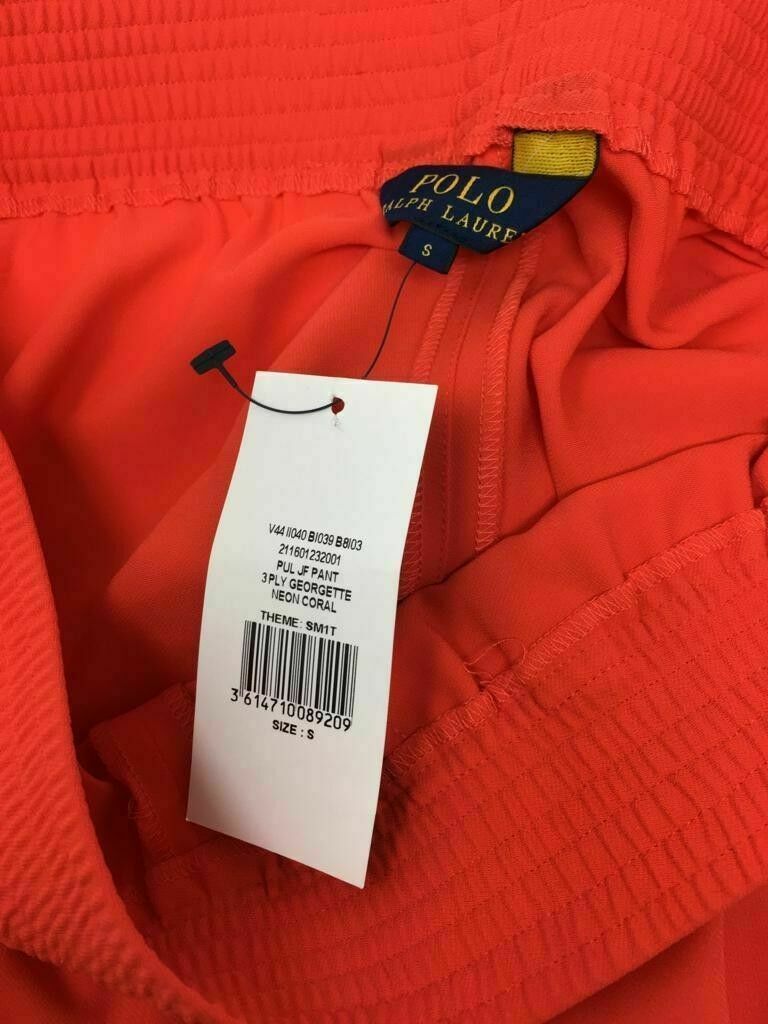 POLO
RALPH LAUREN
S
V44 II040 BI039 B8I03
211601232001
PUL JF PANT
3 PLY GEORGETTE
NEON CORAL
THEME: SM1T
3 614710 089209
SIZE : S